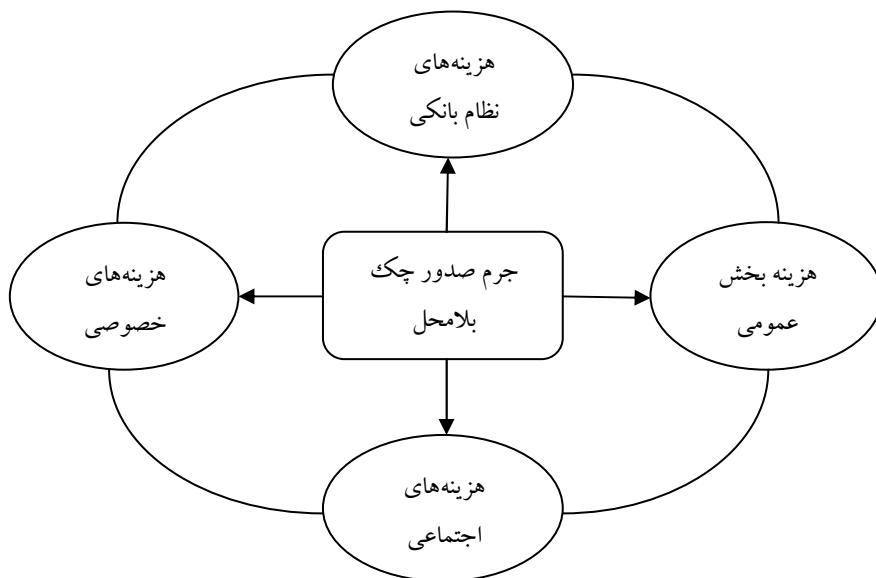 هزینه‌های
نظام بانکی
هزینه بخش
عمومی
جرم صدور چک
بلامحل
هزینه‌های
خصوصی
هزینه‌های
اجتماعی